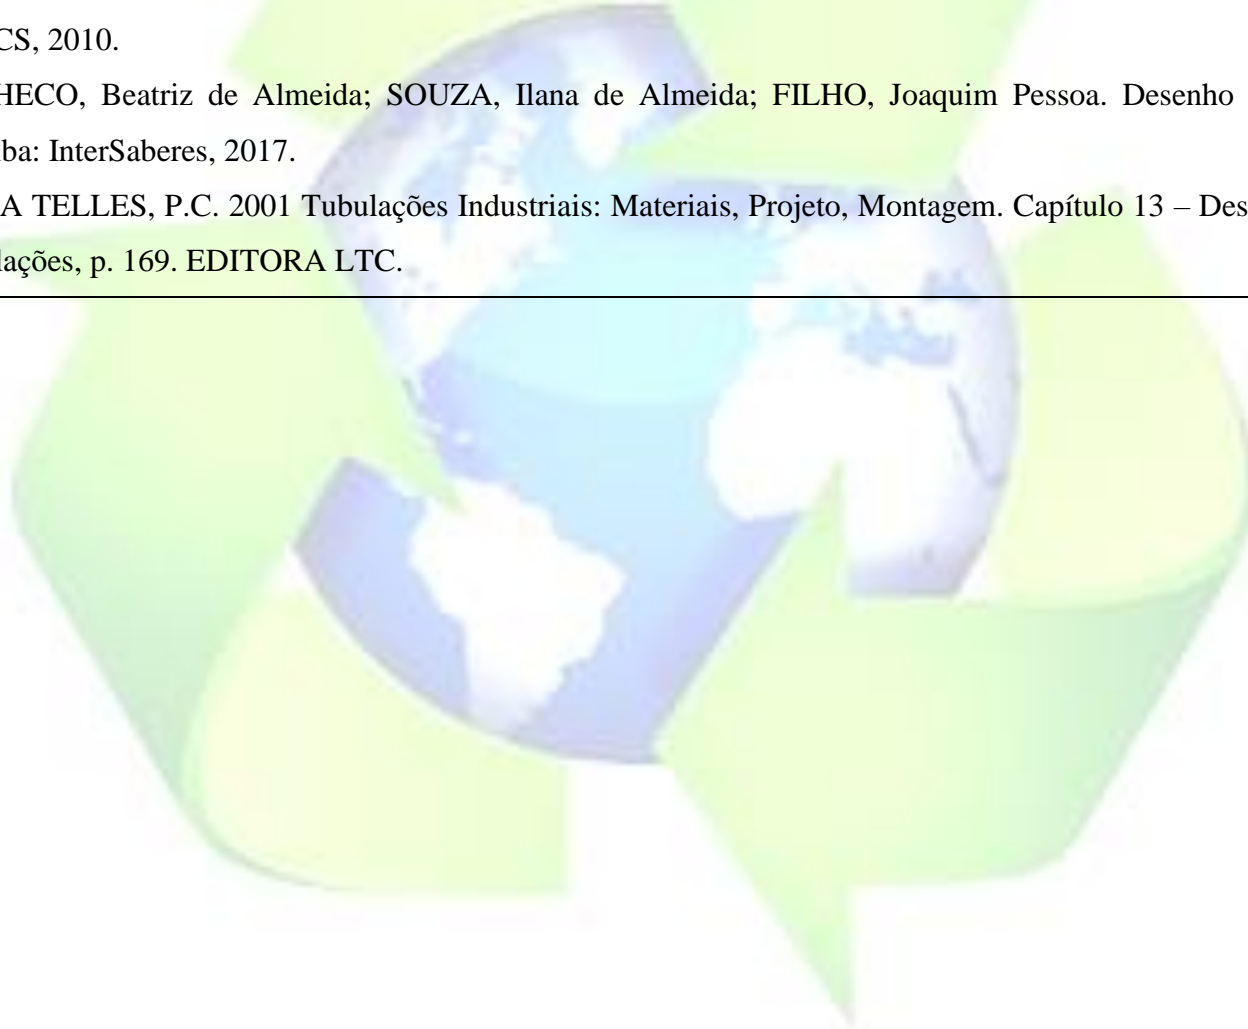 CS, 2010.
HECO, Beatriz de Almeida; SOUZA, Ilana de Almeida; FILHO, Joaquim Pessoa. Desenho
ba: InterSaberes, 2017.
A TELLES, P.C. 2001 Tubulações Industriais: Materiais, Projeto, Montagem. Capítulo 13 – Des
lações, p. 169. EDITORA LTC.